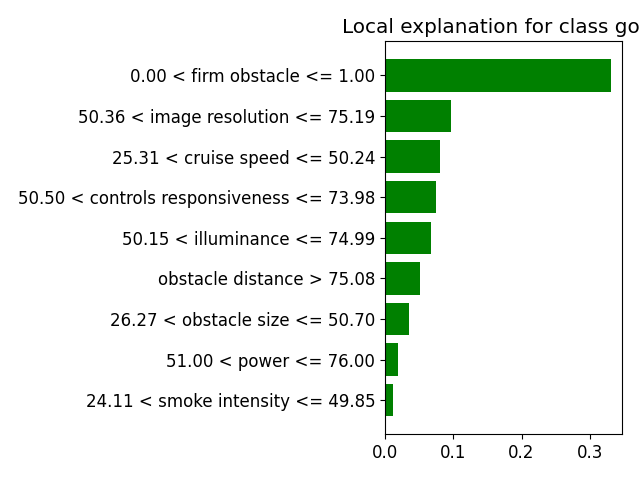 Local explanation for class go
0.00 < firm obstacle <= 1.00
50.36 < image resolution <= 75.19
25.31 < cruise speed <= 50.24
50.50 < controls responsiveness <= 73.98
50.15 < illuminance <= 74.99
obstacle distance > 75.08
26.27 < obstacle size <= 50.70
51.00 < power <= 76.00
24.11 < smoke intensity <= 49.85
0.0 0.1 0.2 0.3